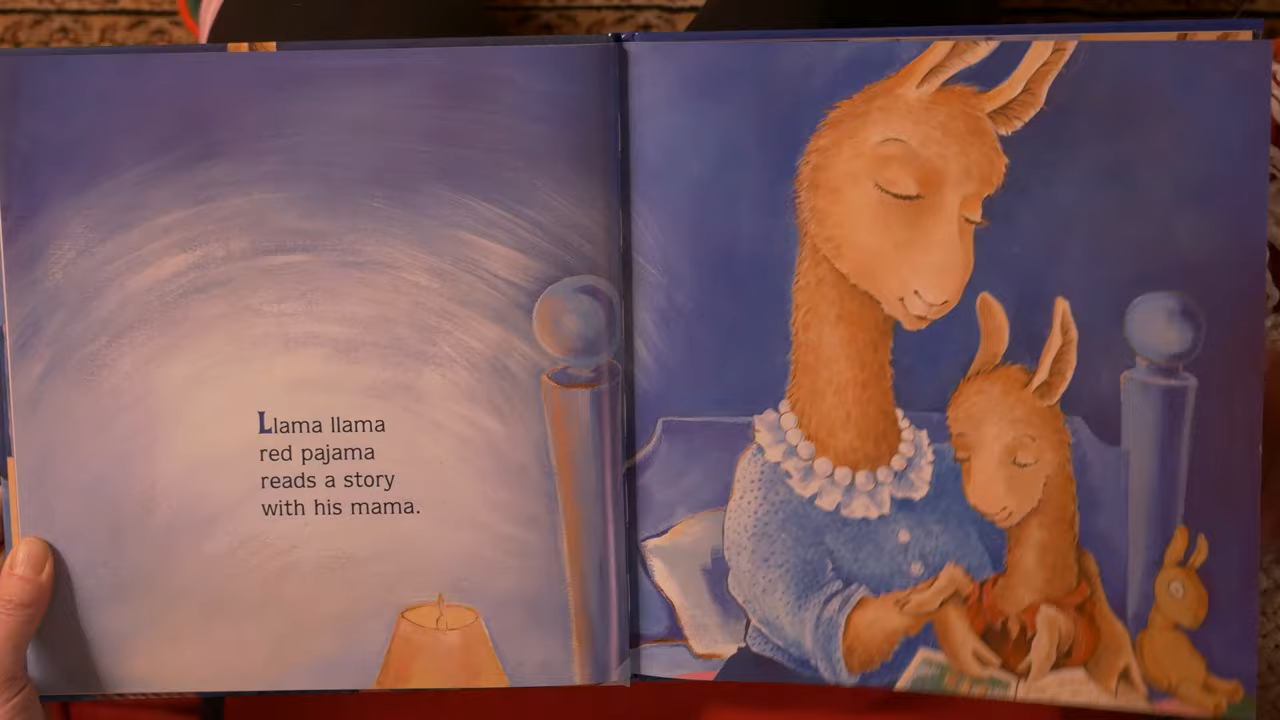 Llama llama
red pajama
reads a story
with his mama.